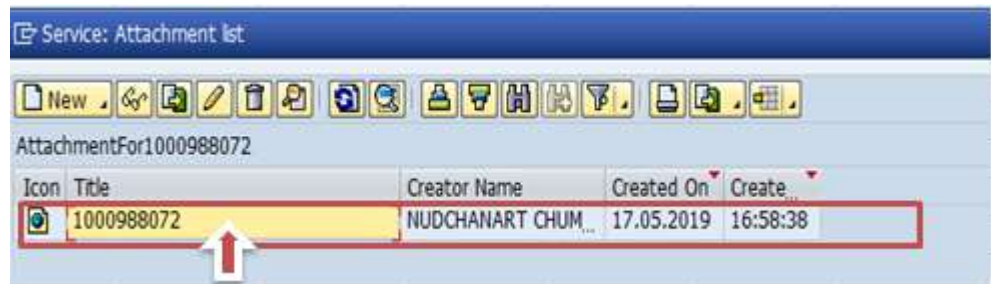 Service: Attachment list
New
AttachmentFor1000988072
Icon Title Creator Name Created On Create...
1000988072 NUDCHANART CHUM... 17.05.2019 16:58:38